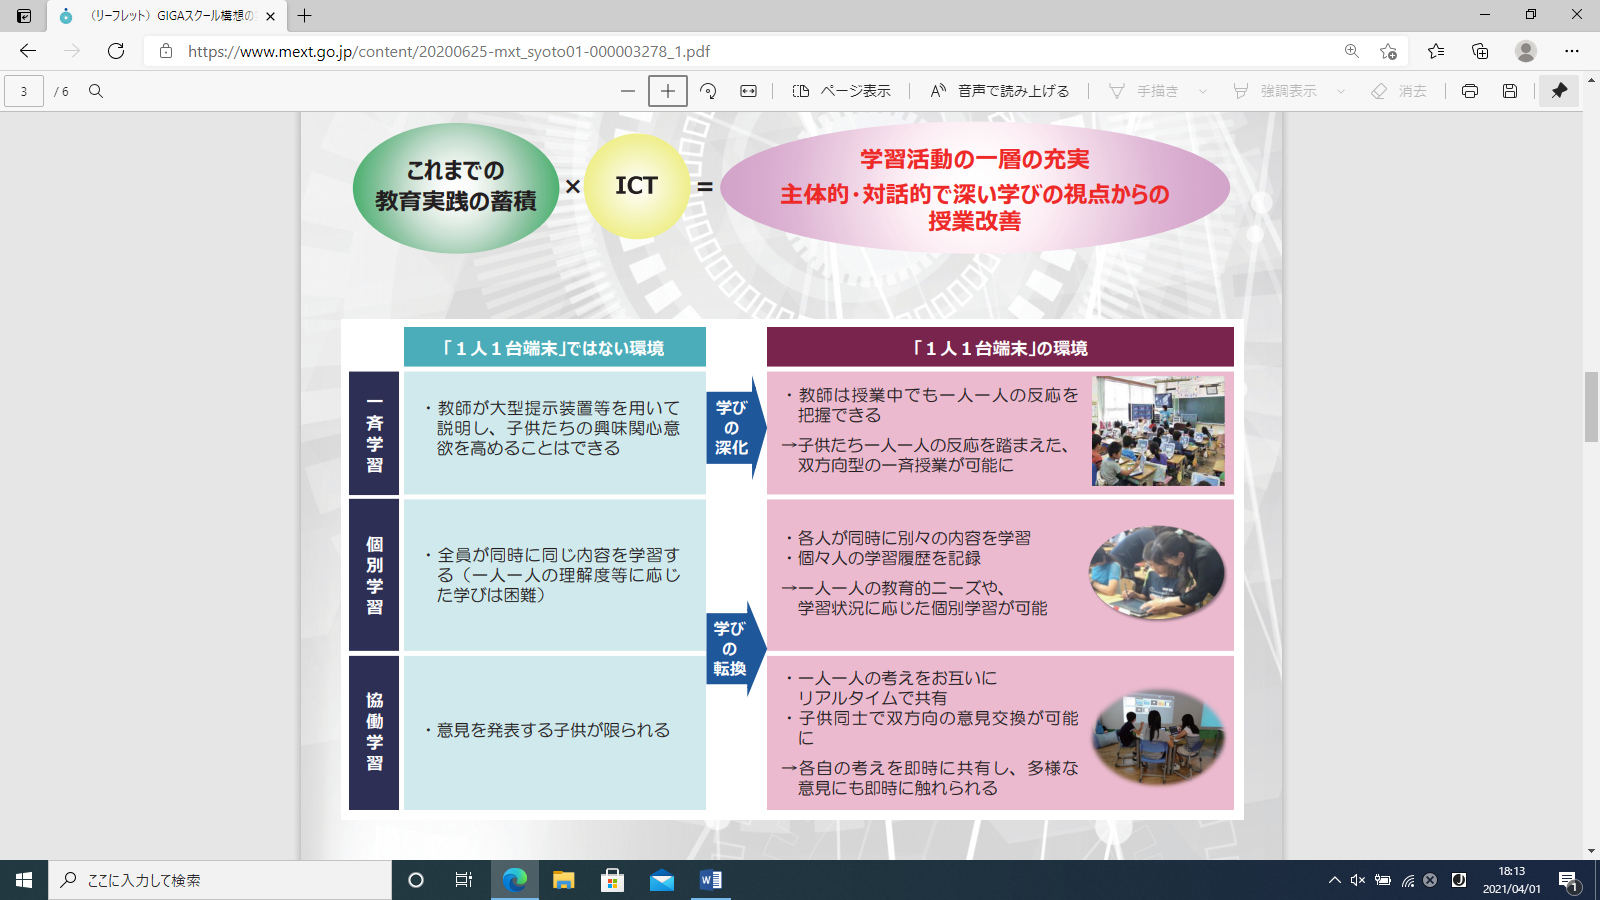 （リーフレット）GIGAスクール構想の
https://www.mext.go.jp/content/20200625-mxt_syoto01-000003278_1.pdf
3 / 6
ページ表示
音声で読み上げる
手描き
強調表示
消去
これまでの
教育実践の蓄積
×
ICT
=
学習活動の一層の充実
主体的・対話的で深い学びの視点からの
授業改善
「１人１台端末」ではない環境
「１人１台端末」の環境
一斉学習
・教師が大型提示装置等を用いて
説明し、子供たちの興味関心意
欲を高めることはできる
学び
の
深化
・教師は授業中でも一人一人の反応を
把握できる
→子供たち一人一人の反応を踏まえた、
双方向型の一斉授業が可能に
個別学習
・全員が同時に同じ内容を学習す
る（一人一人の理解度等に応じ
た学びは困難）
学び
の
転換
・各人が同時に別々の内容を学習
・個々人の学習履歴を記録
→一人一人の教育的ニーズや、
学習状況に応じた個別学習が可能
協働学習
・意見を発表する子供が限られる
・一人一人の考えをお互いに
リアルタイムで共有
・子供同士で双方向の意見交換が可能
に
→各自の考えを即時に共有し、多様な
意見にも即時に触れられる
ここに入力して検索
18:13
2021/04/01
1